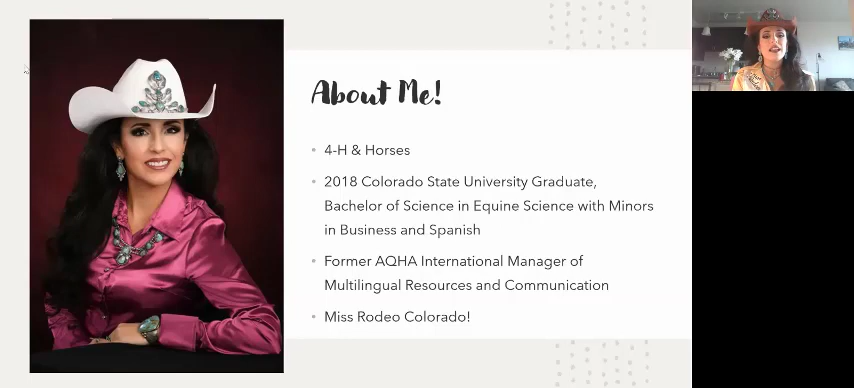 About Me!
4-H & Horses
2018 Colorado State University Graduate,
Bachelor of Science in Equine Science with Minors
in Business and Spanish
Former AQHA International Manager of
Multilingual Resources and Communication
Miss Rodeo Colorado!